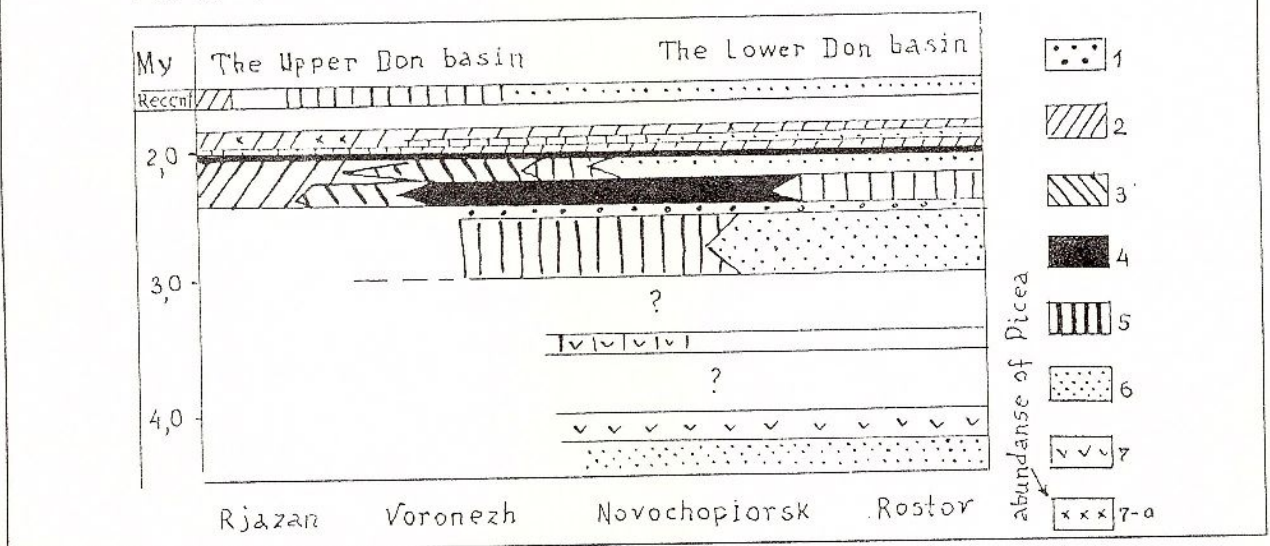 My
The Upper Don basin
The Lower Don basin
Recent
2,0
3,0
?
?
4,0
Rjazan
Voronezh
Novochopiorsk
Rostov
1
2
3
4
5
6
7
7-a
abundanse of Picea